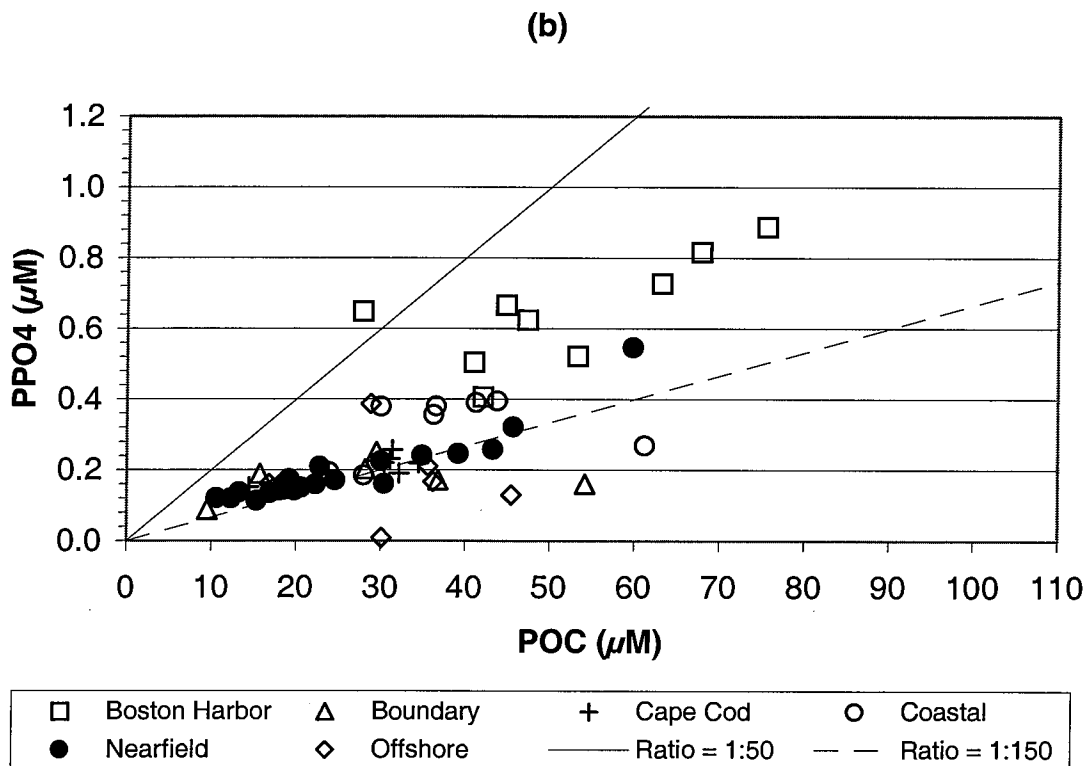 (b)
1.2
1.0
0.8
0.6
0.4
0.2
0.0
PPO4 (µM)
0 10 20 30 40 50 60 70 80 90 100 110
POC (µM)
Boston Harbor Boundary Cape Cod Coastal
Nearfield Offshore Ratio = 1:50 Ratio = 1:150